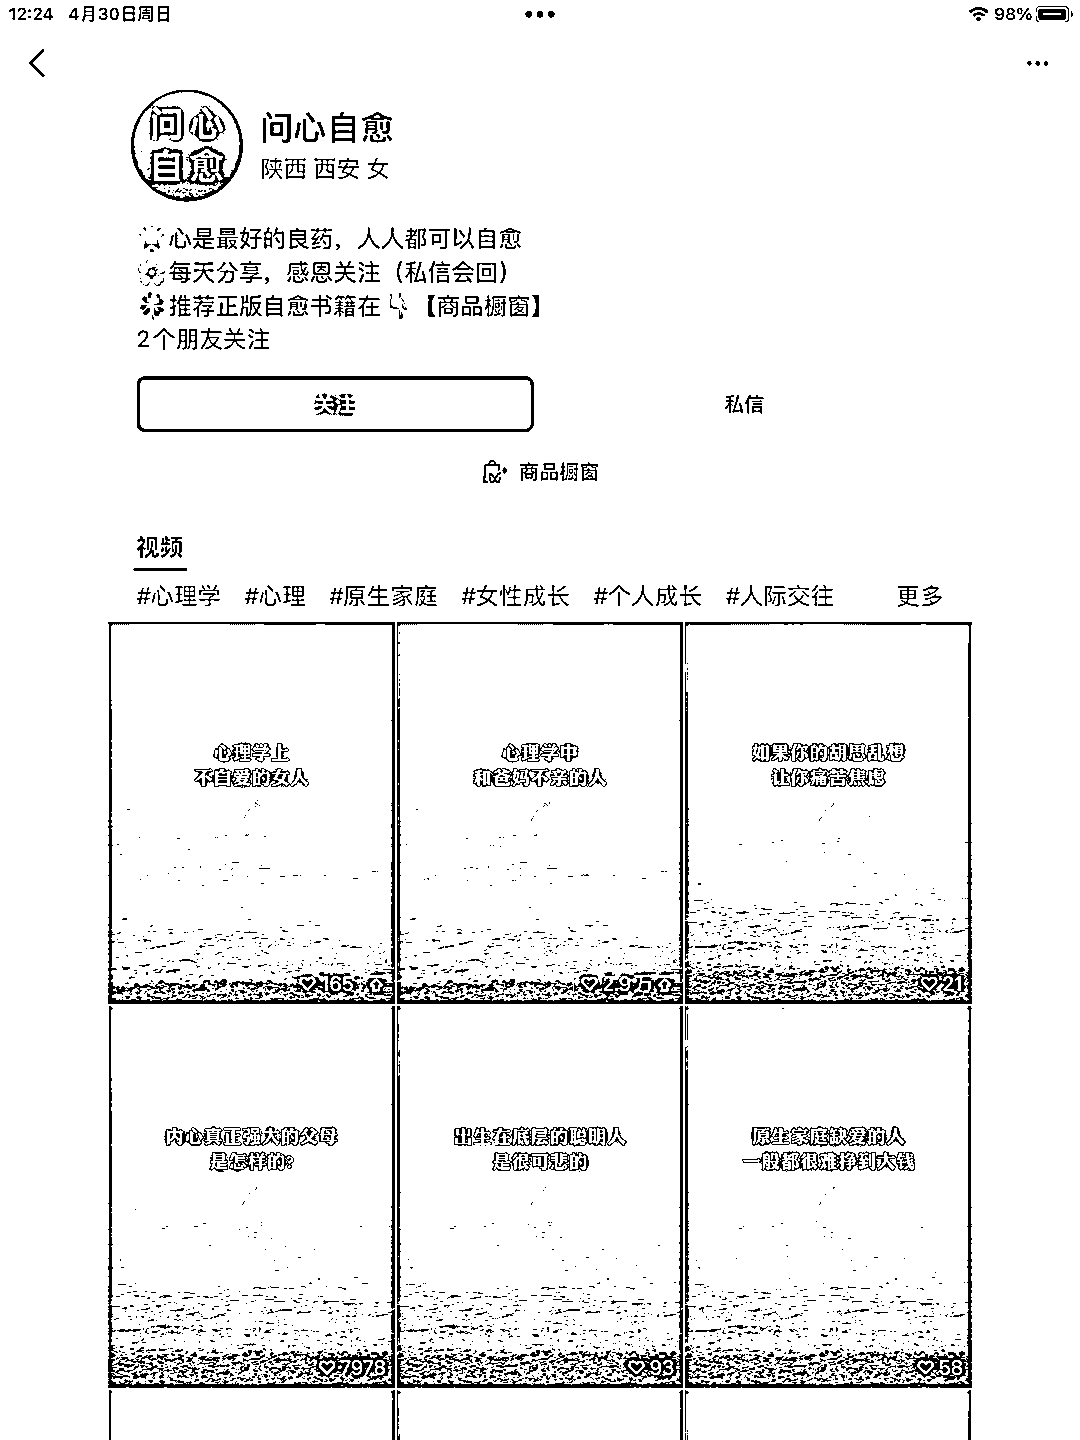 12:24 4月30日周日
98%
问心
自愈
问心自愈
陕西 西安 女
心是最好的良药，人人都可以自愈
每天分享，感恩关注（私信会回）
推荐正版自愈书籍在【商品橱窗】
2个朋友关注
关注
私信
商品橱窗
视频
#心理学 #心理 #原生家庭 #女性成长 #个人成长 #人际交往 更多
心理学上
不自爱的女人
165
心理学中
和爸妈不亲的人
2.9万
如果你的胡思乱想
让你痛苦焦虑
21
内心真正强大的父母
是怎样的?
7978
出生在底层的聪明人
是很可悲的
93
原生家庭缺爱的人
一般都很难挣到大钱
58